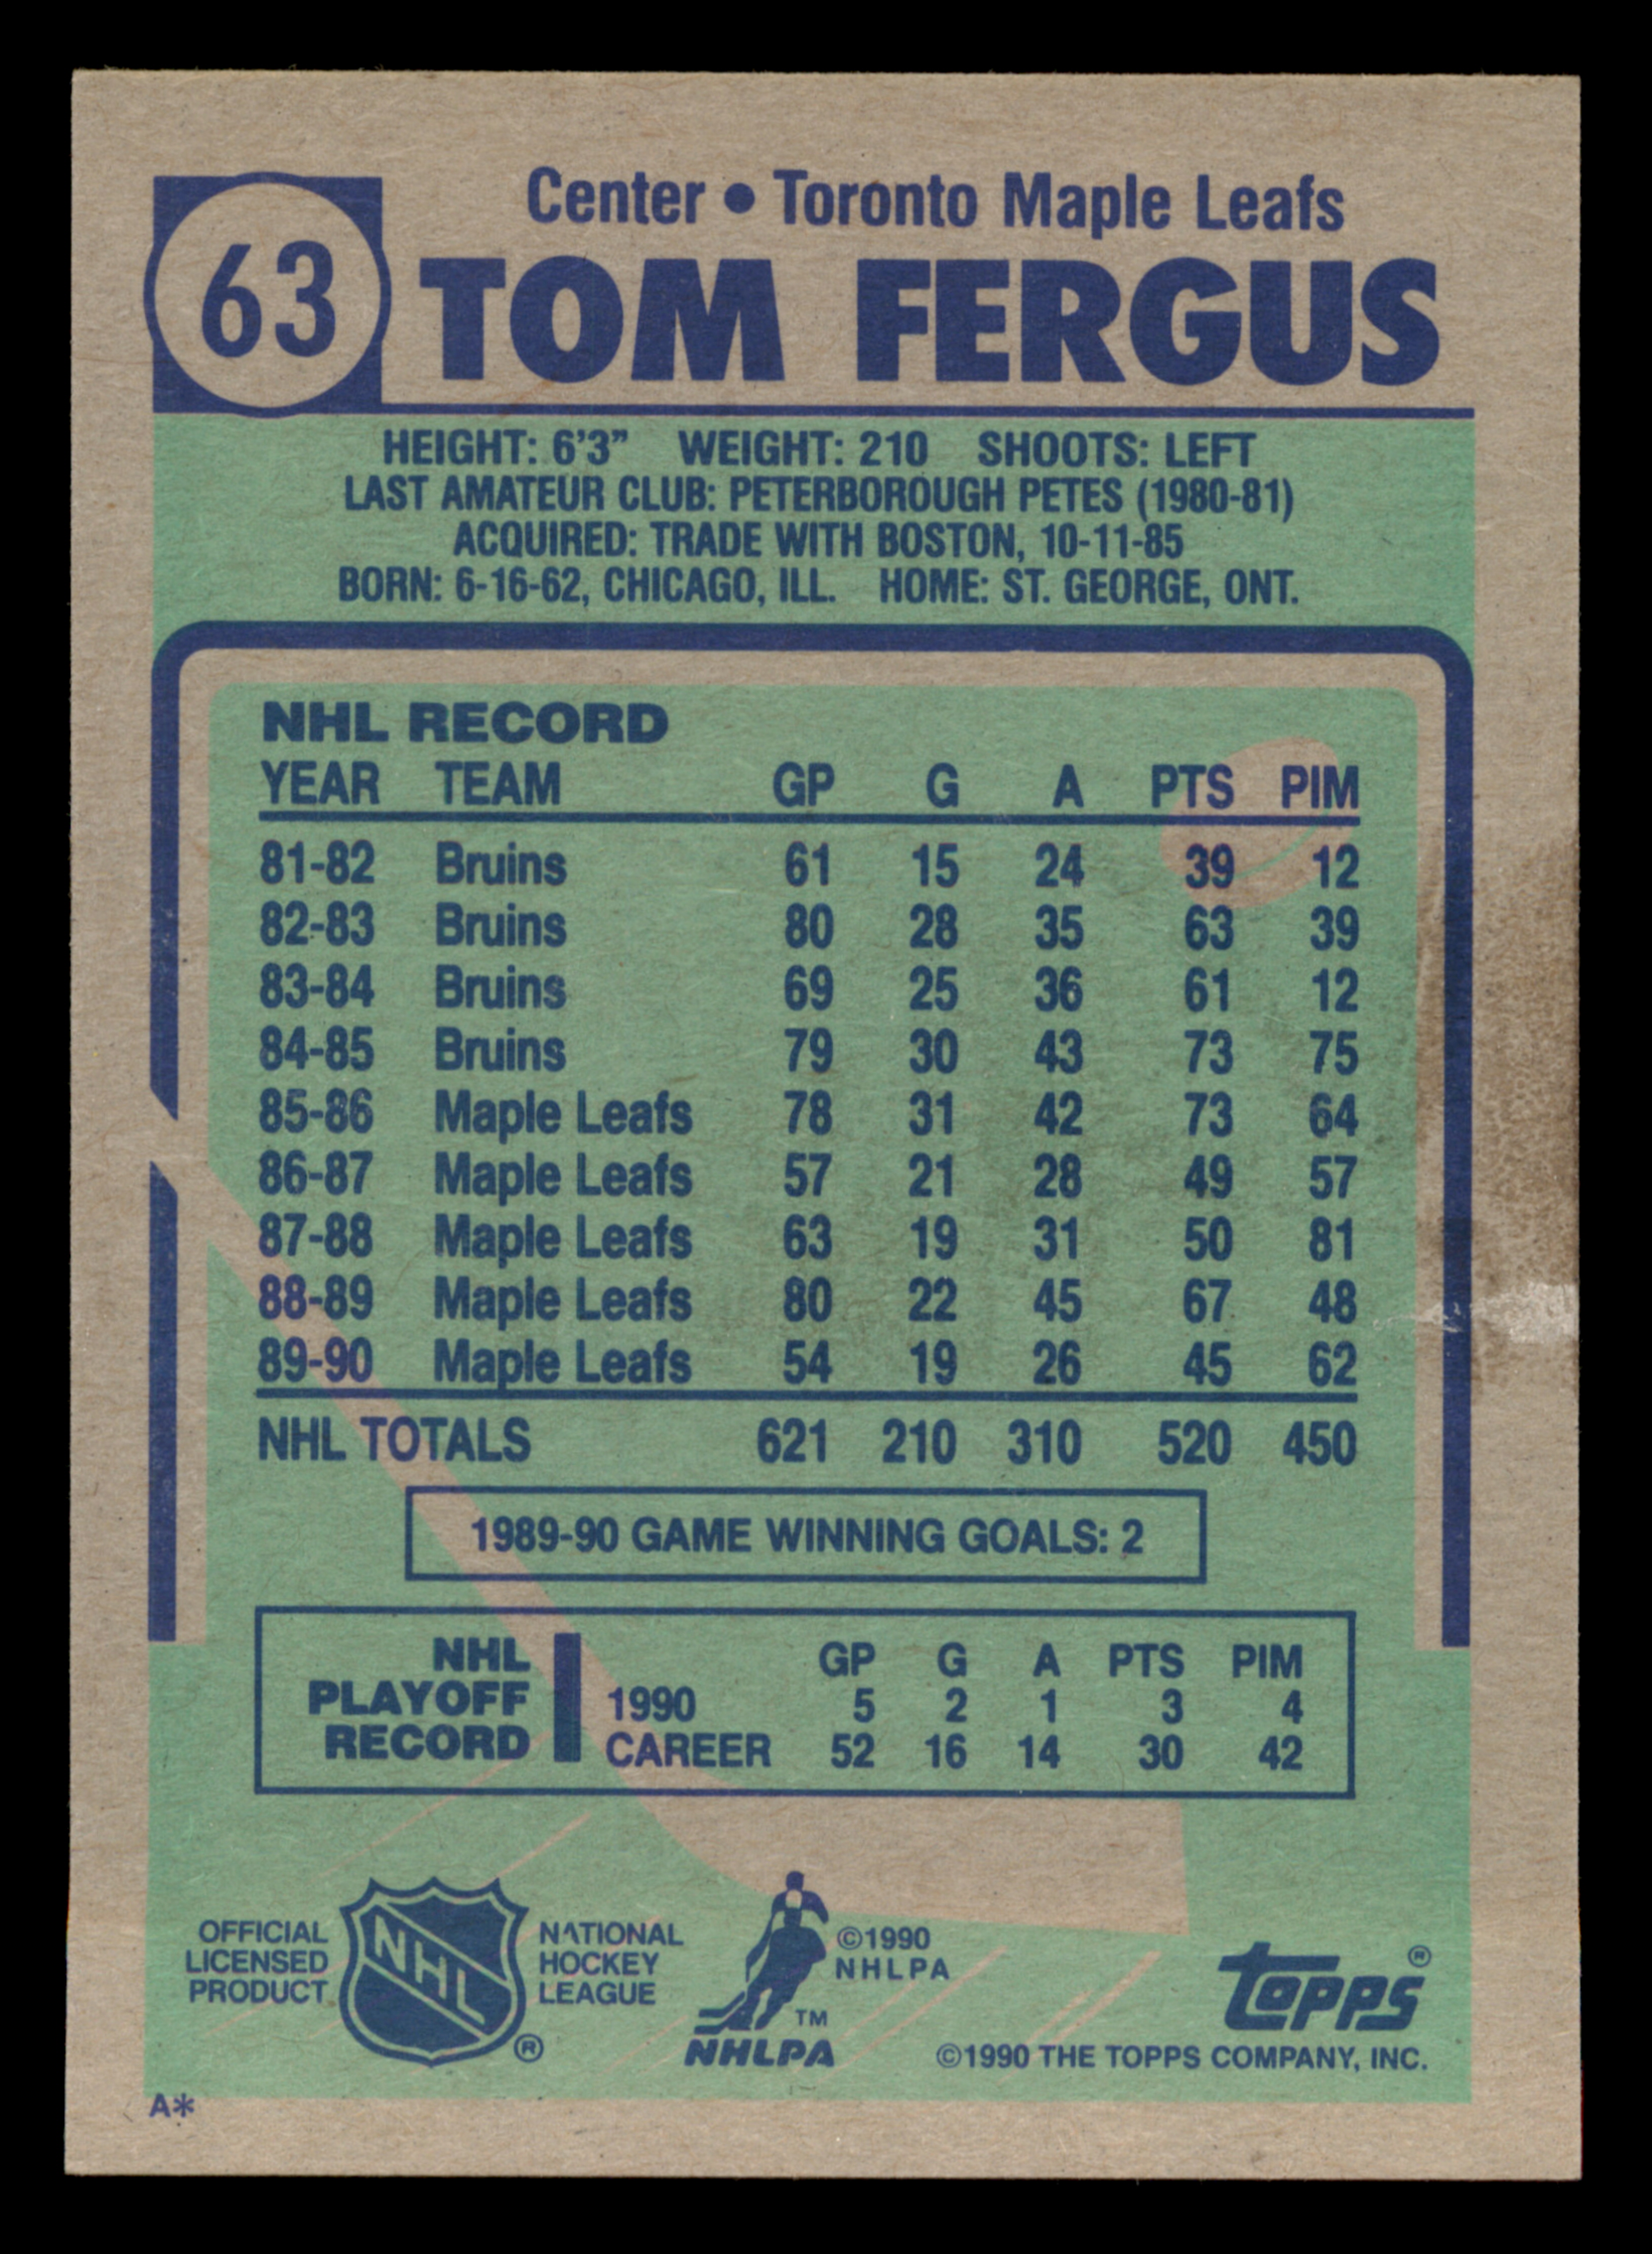 63
Center • Toronto Maple Leafs
TOM FERGUS
HEIGHT: 6'3" WEIGHT: 210 SHOOTS: LEFT
LAST AMATEUR CLUB: PETERBOROUGH PETES (1980-81)
ACQUIRED: TRADE WITH BOSTON, 10-11-85
BORN: 6-16-62, CHICAGO, ILL. HOME: ST. GEORGE, ONT.
NHL RECORD
YEAR TEAM GP G A PTS PIM
81-82 Bruins 61 15 24 39 12
82-83 Bruins 80 28 35 63 39
83-84 Bruins 69 25 36 61 12
84-85 Bruins 79 30 43 73 75
85-86 Maple Leafs 78 31 42 73 64
86-87 Maple Leafs 57 21 28 49 57
87-88 Maple Leafs 63 19 31 50 81
88-89 Maple Leafs 80 22 45 67 48
89-90 Maple Leafs 54 19 26 45 62
NHL TOTALS 621 210 310 520 450
1989-90 GAME WINNING GOALS: 2
NHL PLAYOFF RECORD
GP G A PTS PIM
1990 5 2 1 3 4
CAREER 52 16 14 30 42
OFFICIAL
LICENSED
PRODUCT
NHL
®
NATIONAL
HOCKEY
LEAGUE
©1990
NHLPA
TM
NHLPA
topps®
©1990 THE TOPPS COMPANY, INC.
A*